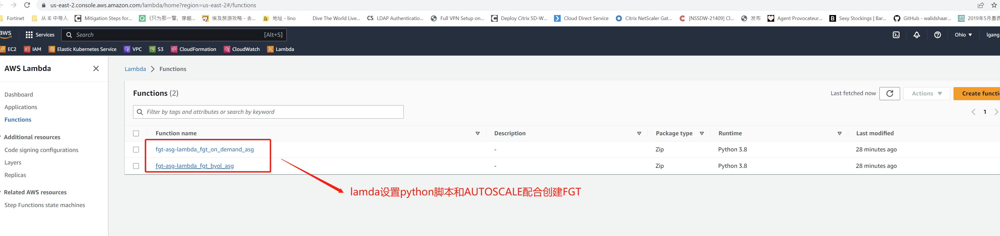 us-east-2.console.aws.amazon.com/lambda/home?region=us-east-2#/functions
Fortinet 从 IE 中导入 Mitigation Steps for... 《只为那一瞥，穿越... 埃及旅游攻略 - 去... 地址 - lino Dive The World Live... CS LDAP Authenticatio... Full VPN Setup on... Deploy Citrix SD-W... Cloud Direct Service Citrix NetScaler Gat... [NSSDW-21409] Cl... 发布 Agent Provocateur... B Sexy Stockings | Bar... GitHub - walidshaar... 2019年5月墨西
aws Services Search [Alt+S] Ohio lgang
EC2 IAM Elastic Kubernetes Service VPC S3 CloudFormation CloudWatch Lambda
AWS Lambda
Dashboard
Applications
Functions
Additional resources
Code signing configurations
Layers
Replicas
Related AWS resources
Step Functions state machines
Lambda > Functions
Functions (2)
Last fetched now Actions Create functi
Filter by tags and attributes or search by keyword
1
Function name Description Package type Runtime Last modified
fgt-asg-lambda_fgt_on_demand_asg - Zip Python 3.8 28 minutes ago
fgt-asg-lambda_fgt_byol_asg - Zip Python 3.8 28 minutes ago
lamda设置python脚本和AUTOSCALE配合创建FGT